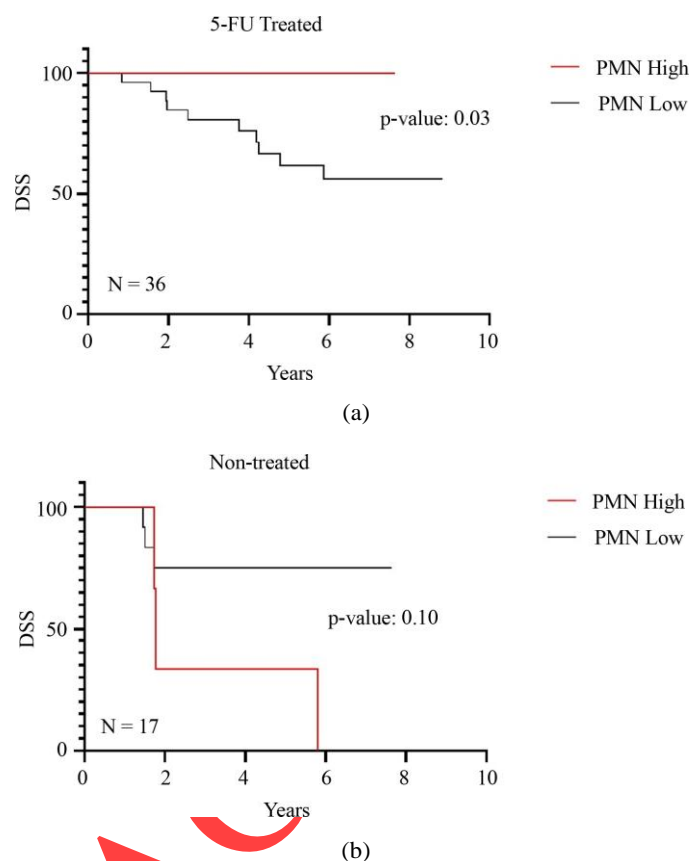 5-FU Treated
PMN High
PMN Low
p-value: 0.03
100
50
0
DSS
N = 36
0 2 4 6 8 10
Years
(a)
Non-treated
PMN High
PMN Low
p-value: 0.10
100
50
0
DSS
N = 17
0 2 4 6 8 10
Years
(b)